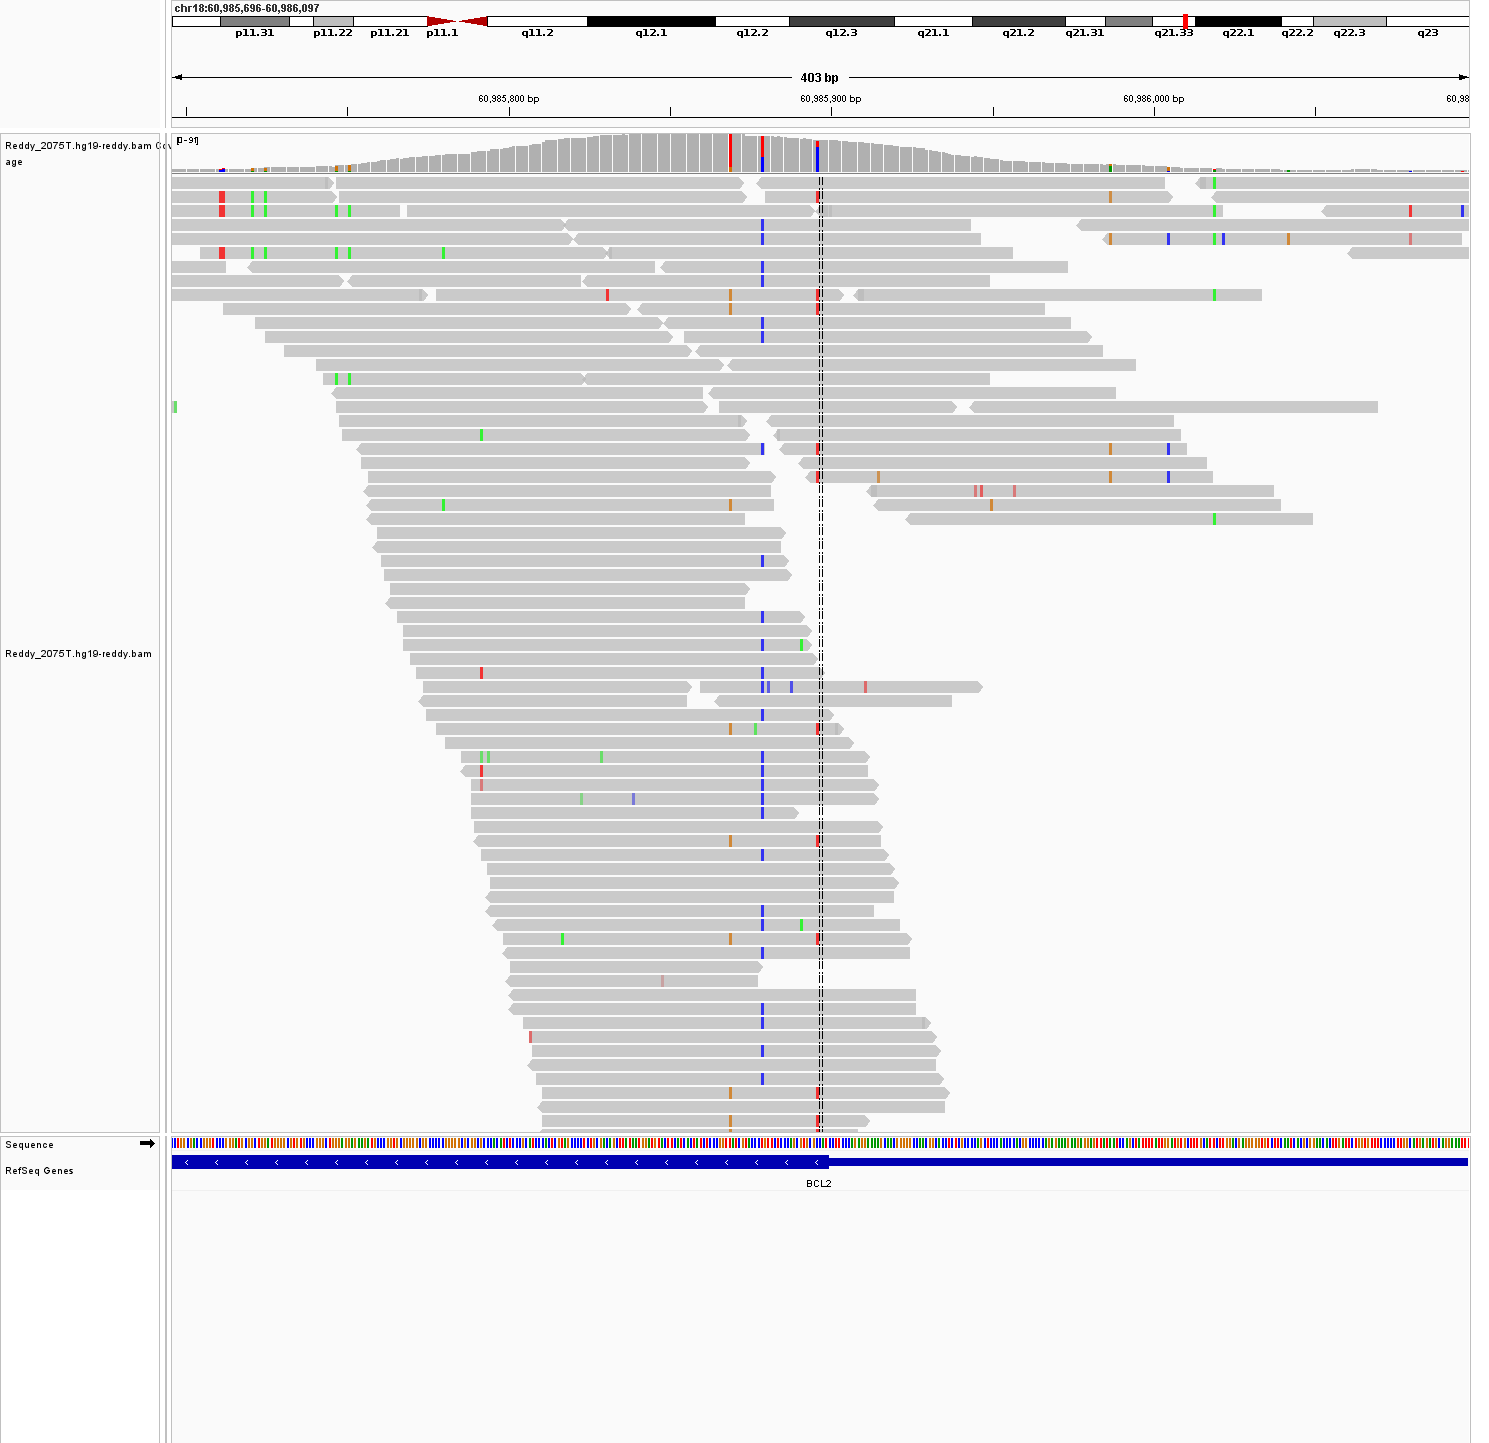 chr18:60,985,696-60,986,097
p11.31 p11.22 p11.21 p11.1 q11.2 q12.1 q12.2 q12.3 q21.1 q21.2 q21.31 q21.33 q22.1 q22.2 q22.3 q23
403 bp
60,985,800 bp 60,985,900 bp 60,986,000 bp 60,98
Reddy_2075T.hg19-reddy.bam Cov
age
[0-91]
Reddy_2075T.hg19-reddy.bam
Sequence
RefSeq Genes
BCL2